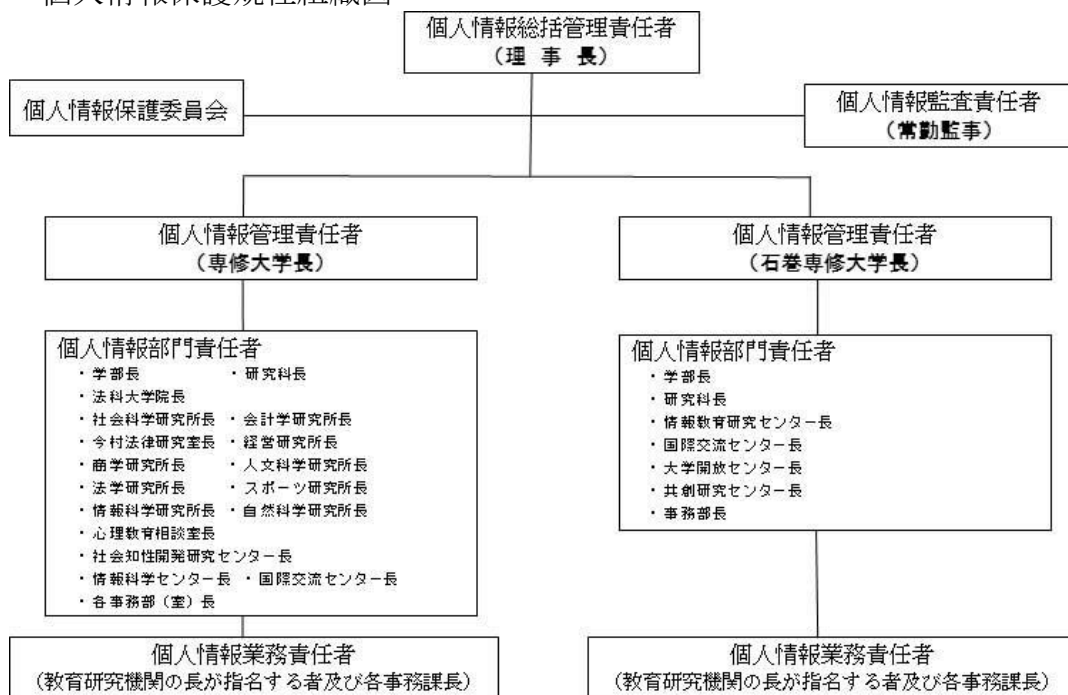 個人情報総括管理責任者
（理 事 長）
個人情報保護委員会
個人情報監査責任者
（常勤監事）
個人情報管理責任者
（専修大学長）
個人情報管理責任者
（石巻専修大学長）
個人情報部門責任者
・学部長 ・研究科長
・法科大学院長
・社会科学研究所長 ・会計学研究所長
・今村法律研究室長 ・経営研究所長
・商学研究所長 ・人文科学研究所長
・法学研究所長 ・スポーツ研究所長
・情報科学研究所長 ・自然科学研究所長
・心理教育相談室長
・社会知性開発研究センター長
・情報科学センター長 ・国際交流センター長
・各事務部（室）長
個人情報部門責任者
・学部長
・研究科長
・情報教育研究センター長
・国際交流センター長
・大学開放センター長
・共創研究センター長
・事務部長
個人情報業務責任者
（教育研究機関の長が指名する者及び各事務課長）
個人情報業務責任者
（教育研究機関の長が指名する者及び各事務課長）